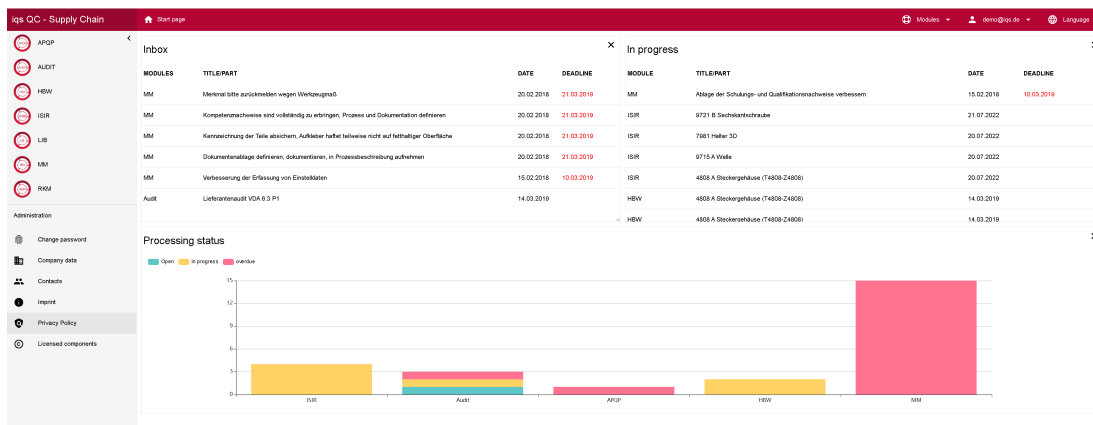 iqs QC - Supply Chain
Start page
Modules
demo@iqs.de
Language
APQP
AUDIT
HBW
ISIR
LIB
MM
RKM
Administration
Change password
Company data
Contacts
Imprint
Privacy Policy
Licensed components
Inbox
MODULES TITLE/PART DATE DEADLINE
MM Merkmal bitte zurückmelden wegen Werkzeugmaß 20.02.2018 21.03.2019
MM Kompetenznachweise sind vollständig zu erbringen, Prozess und Dokumentation definieren 20.02.2018 21.03.2019
MM Kennzeichnung der Teile absichern, Aufkleber haftet teilweise nicht auf fetthaltiger Oberfläche 20.02.2018 21.03.2019
MM Dokumentenablage definieren, dokumentieren, in Prozessbeschreibung aufnehmen 20.02.2018 21.03.2019
MM Verbesserung der Erfassung von Einstelldaten 15.02.2018 10.03.2019
Audit Lieferantenaudit VDA 6.3 P1 14.03.2019
In progress
MODULE TITLE/PART DATE DEADLINE
MM Ablage der Schulungs- und Qualifikationsnachweise verbessern 15.02.2018 10.03.2019
ISIR 9721 B Sechskantschraube 21.07.2022
ISIR 7981 Halter 3D 20.07.2022
ISIR 9715 A Welle 20.07.2022
ISIR 4808 A Steckergehäuse (T4808-Z4808) 20.07.2022
HBW 4808 A Steckergehäuse (T4808-Z4808) 14.03.2019
HBW 4808 A Steckergehäuse (T4808-Z4808) 14.03.2019
Processing status
Open In progress overdue
15
12
9
6
3
0
ISIR Audit APQP HBW MM